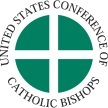 UNITED STATES CONFERENCE OF
CATHOLIC BISHOPS